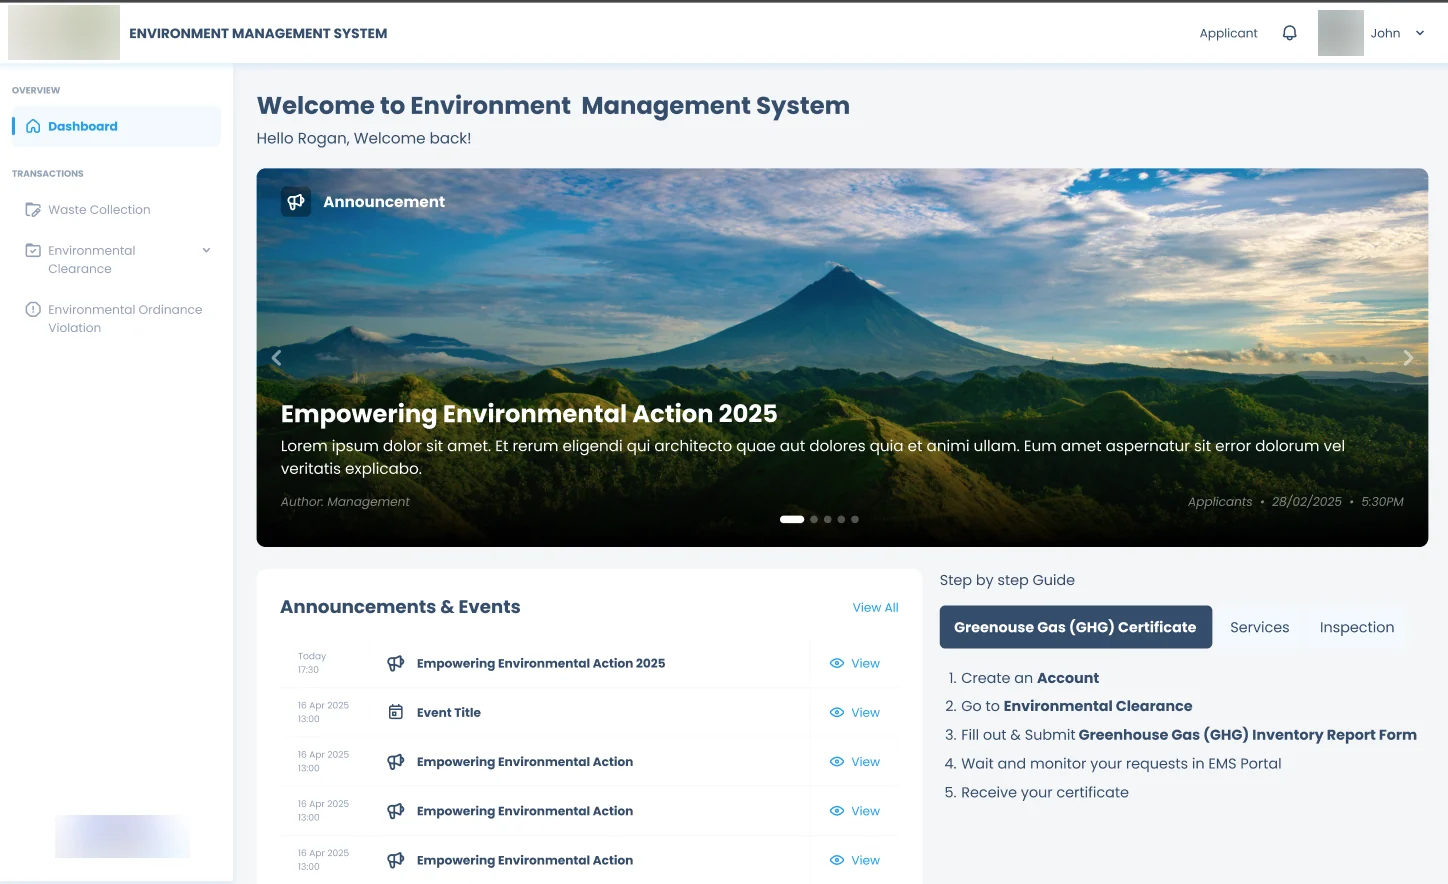 ENVIRONMENT MANAGEMENT SYSTEM
Applicant
John
OVERVIEW
Dashboard
TRANSACTIONS
Waste Collection
Environmental
Clearance
Environmental Ordinance
Violation
Welcome to Environment Management System
Hello Rogan, Welcome back!
Announcement
Empowering Environmental Action 2025
Lorem ipsum dolor sit amet. Et rerum eligendi qui architecto quae aut dolores quia et animi ullam. Eum amet aspernatur sit error dolorum vel
veritatis explicabo.
Author: Management
Applicants • 28/02/2025 • 5:30PM
Announcements & Events
View All
Today
17:30
Empowering Environmental Action 2025
View
16 Apr 2025
13:00
Event Title
View
16 Apr 2025
13:00
Empowering Environmental Action
View
16 Apr 2025
13:00
Empowering Environmental Action
View
16 Apr 2025
13:00
Empowering Environmental Action
View
Step by step Guide
Greenouse Gas (GHG) Certificate
Services
Inspection
1. Create an Account
2. Go to Environmental Clearance
3. Fill out & Submit Greenhouse Gas (GHG) Inventory Report Form
4. Wait and monitor your requests in EMS Portal
5. Receive your certificate